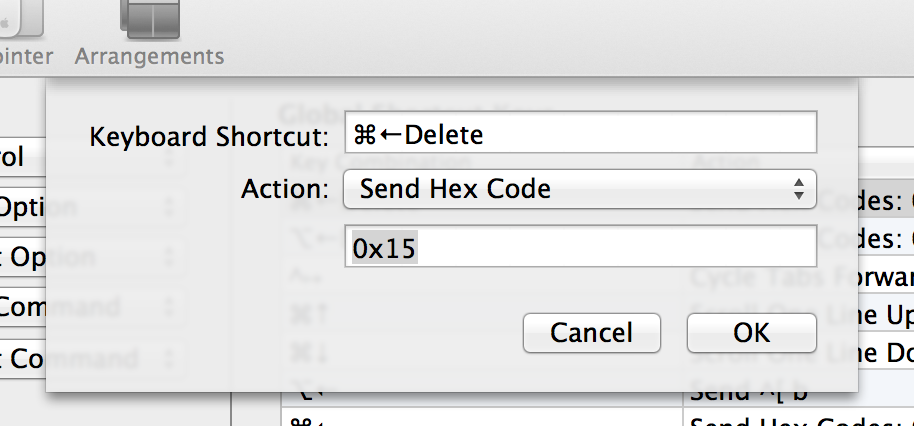 ointer Arrangements
Global Shortcut Keys
Keyboard Shortcut: ⌘←Delete
Key Combination Action
rol
Action: Send Hex Code
Option
Codes: 
⌥←
Codes: 
t Option
0x15
^→
Cycle Tabs Forwar
Command
⌘↑
Scroll One Line Up
t Command
Cancel OK
⌘↓
Scroll One Line Do
⌥←
Send ^[ b
⌘←
Send Hex Codes: